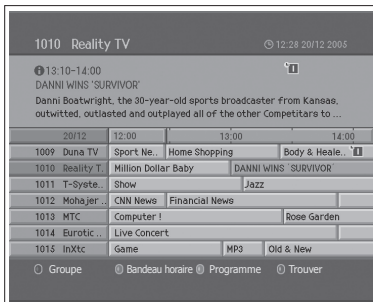 1010 Reality TV 12:28 20/12 2005
13:10-14:00
DANNI WINS 'SURVIVOR'
Danni Boatwright, the 30-year-old sports broadcaster from Kansas,
outwitted, outlasted and outplayed all of the other Competitars to ...
20/12 12:00 13:00 14:00
1009 Duna TV Sport Ne.. Home Shopping Body & Heale..
1010 Reality T. Million Dollar Baby DANNI WINS `SURVIVOR'
1011 T-Syste.. Show Jazz
1012 Mohajer .. CNN News Financial News
1013 MTC Computer ! Rose Garden
1014 Eurotic .. Live Concert
1015 InXtc Game MP3 Old & New
Groupe Bandeau horaire Programme Trouver